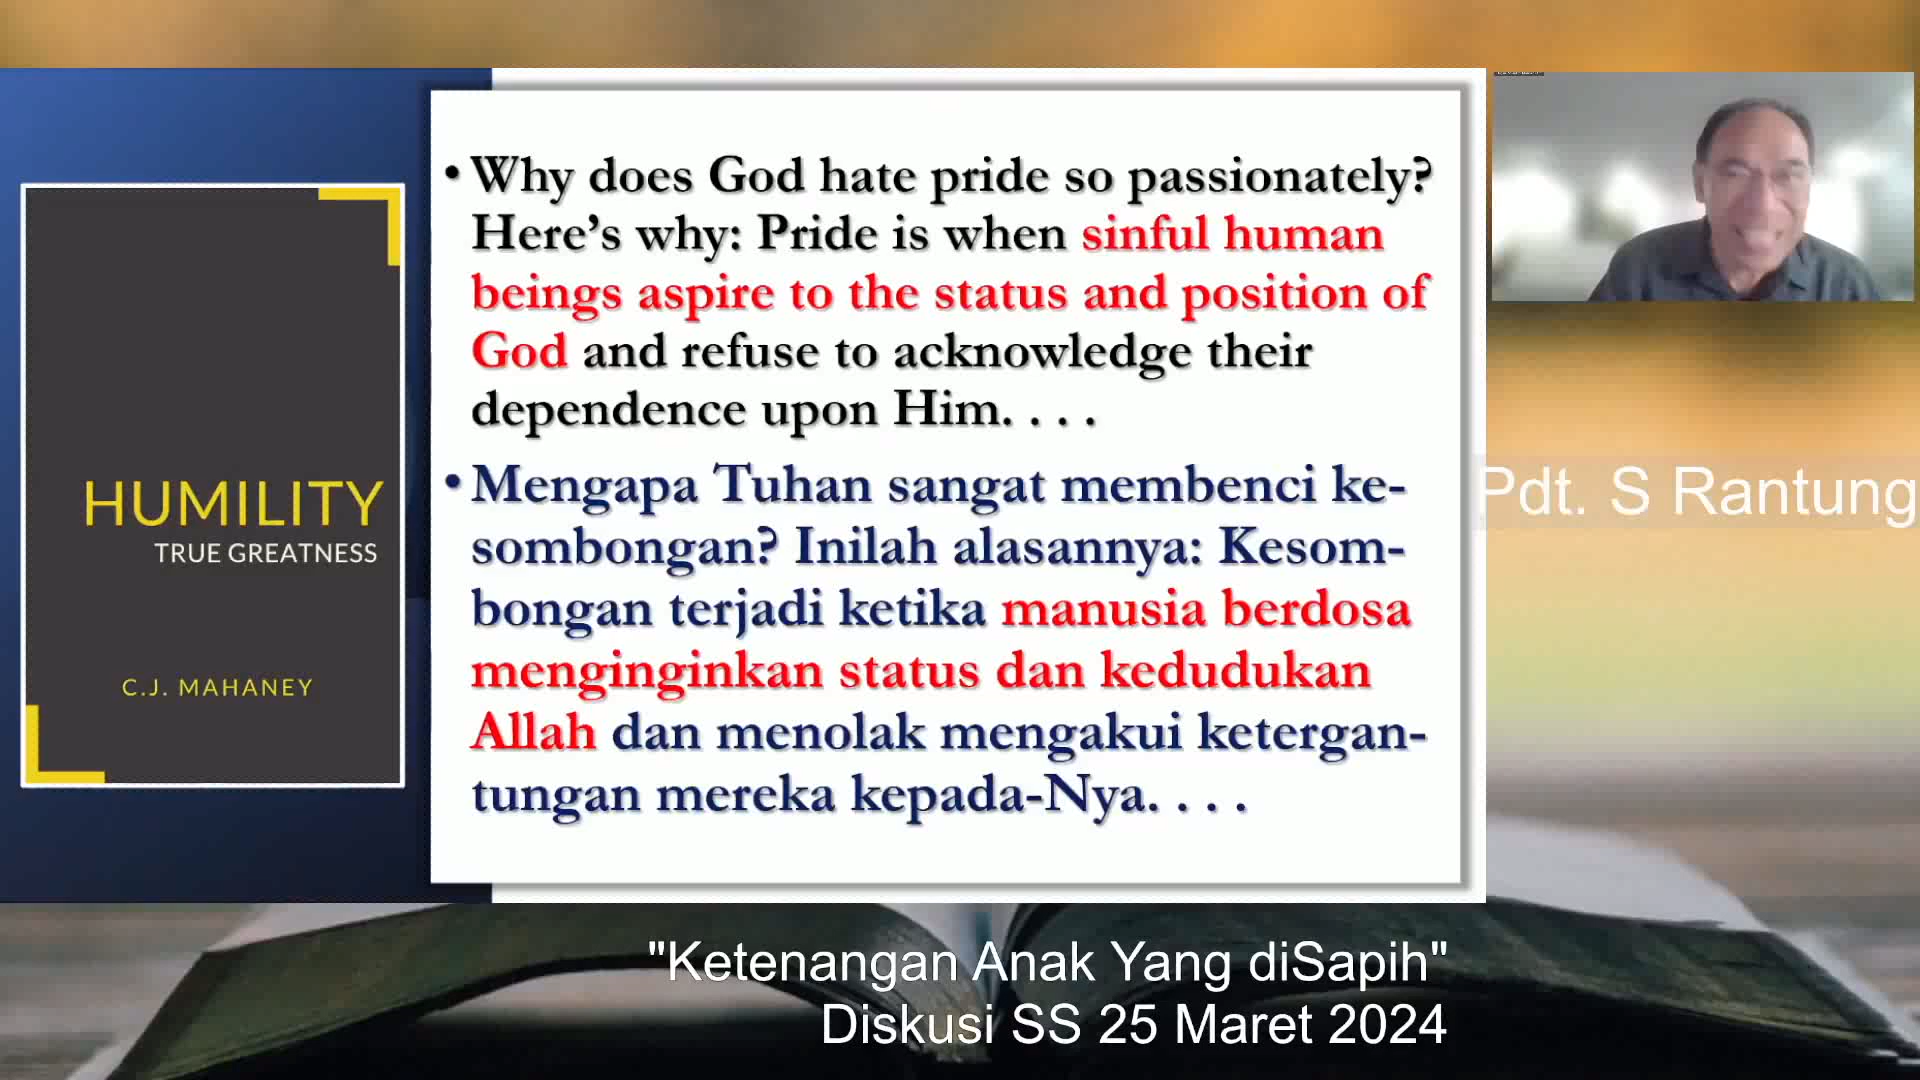 HUMILITY
TRUE GREATNESS
C.J. MAHANEY
• Why does God hate pride so passionately?
Here’s why: Pride is when sinful human
beings aspire to the status and position of
God and refuse to acknowledge their
dependence upon Him. . . .
• Mengapa Tuhan sangat membenci ke-
sombongan? Inilah alasannya: Kesom-
bongan terjadi ketika manusia berdosa
menginginkan status dan kedudukan
Allah dan menolak mengakui ketergan-
tungan mereka kepada-Nya. . . .
Pdt. S Rantung
"Ketenangan Anak Yang diSapih"
Diskusi SS 25 Maret 2024